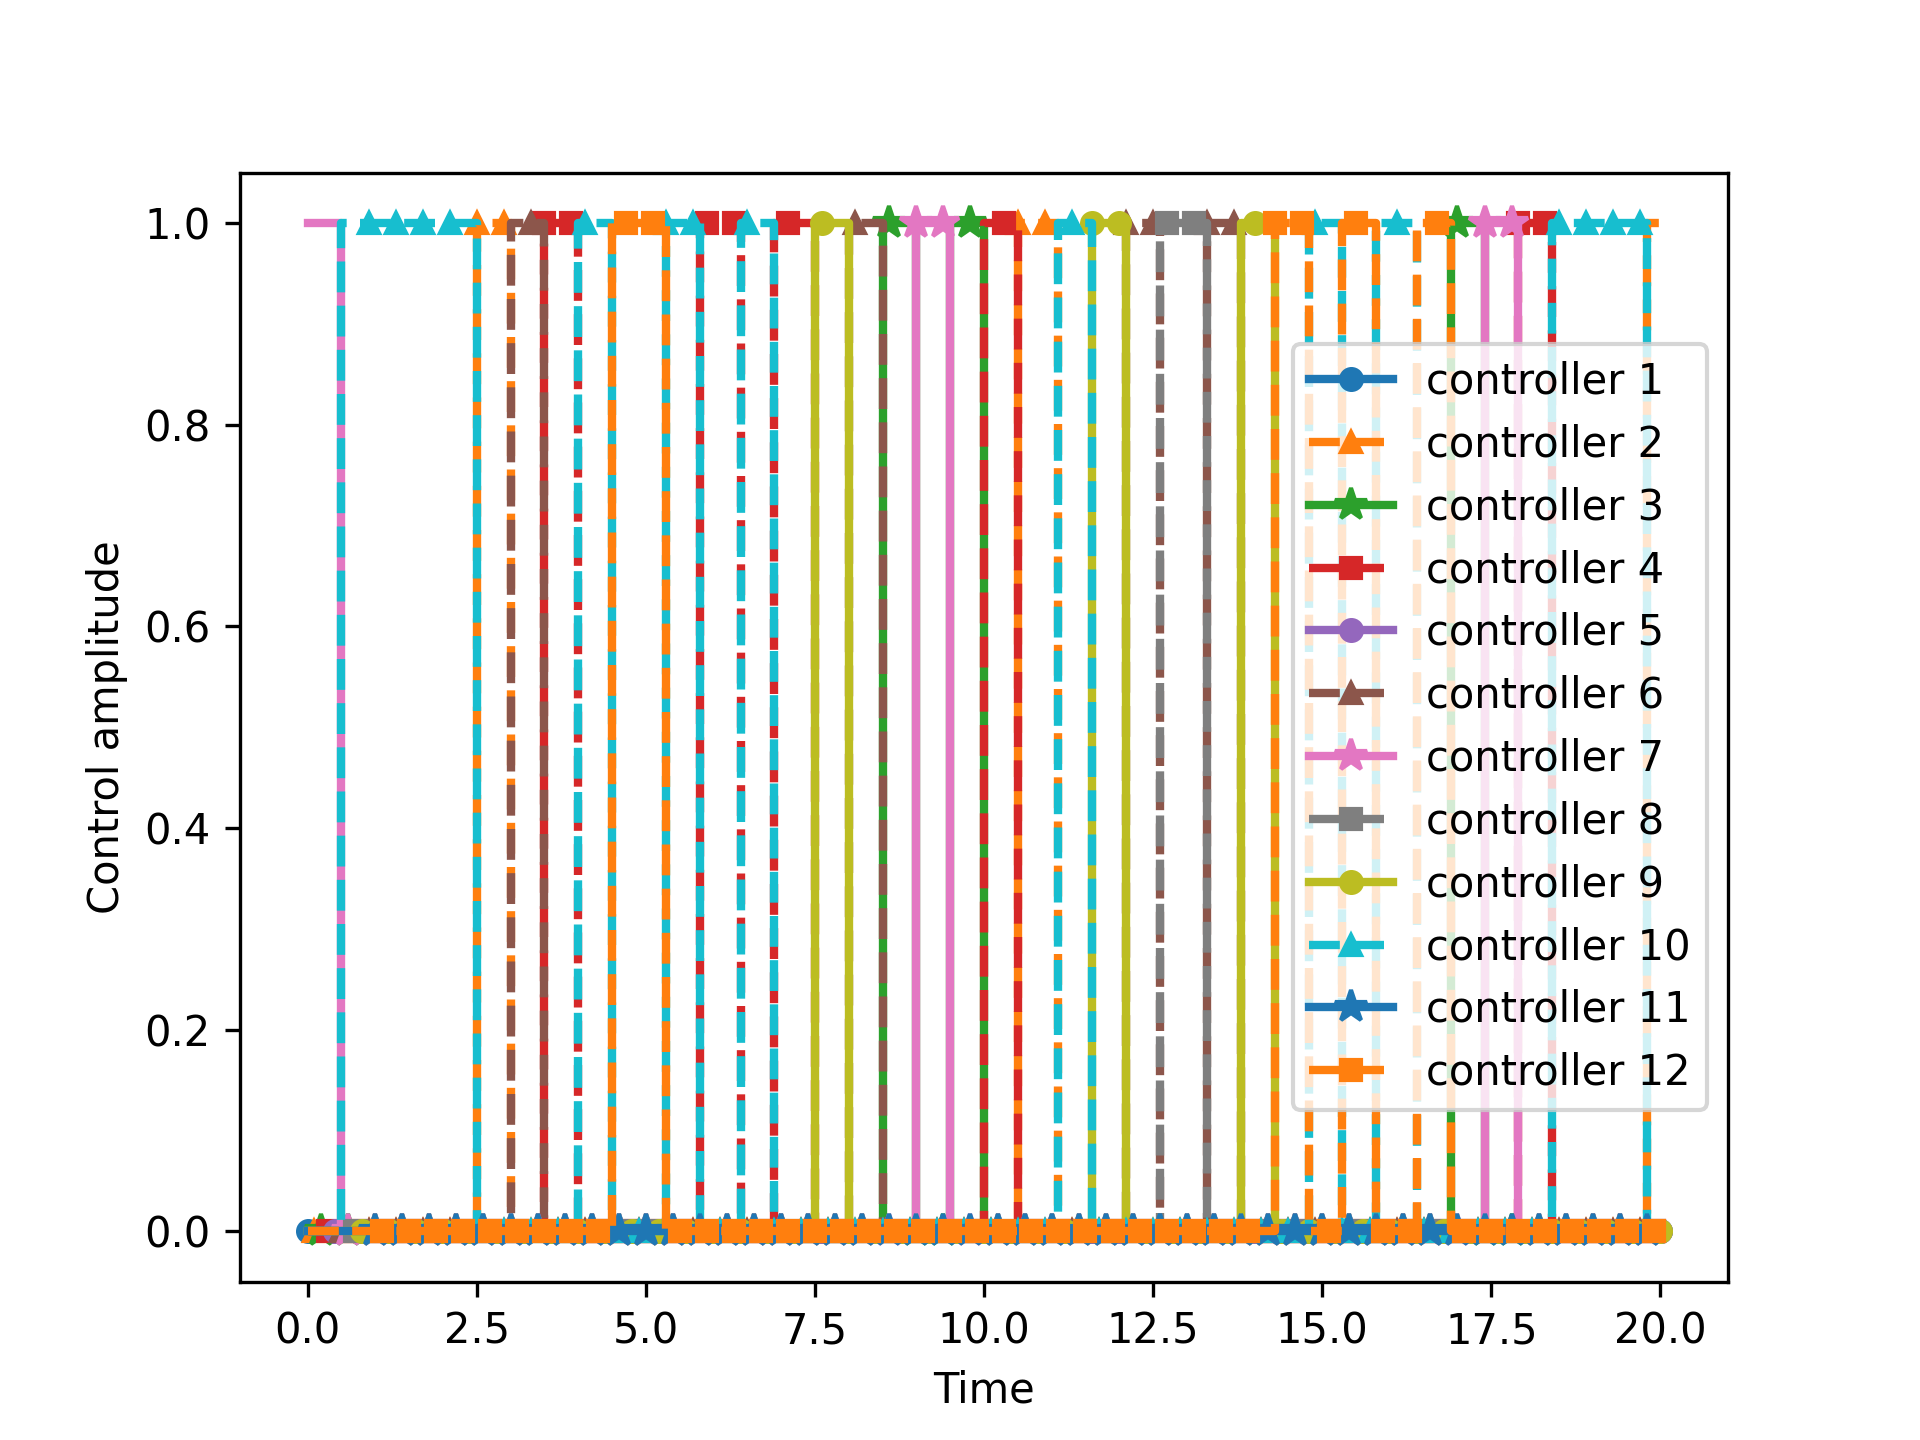 1.0
0.8
0.6
0.4
0.2
0.0
Control amplitude
controller 1
controller 2
controller 3
controller 4
controller 5
controller 6
controller 7
controller 8
controller 9
controller 10
controller 11
controller 12
0.0 2.5 5.0 7.5 10.0 12.5 15.0 17.5 20.0
Time